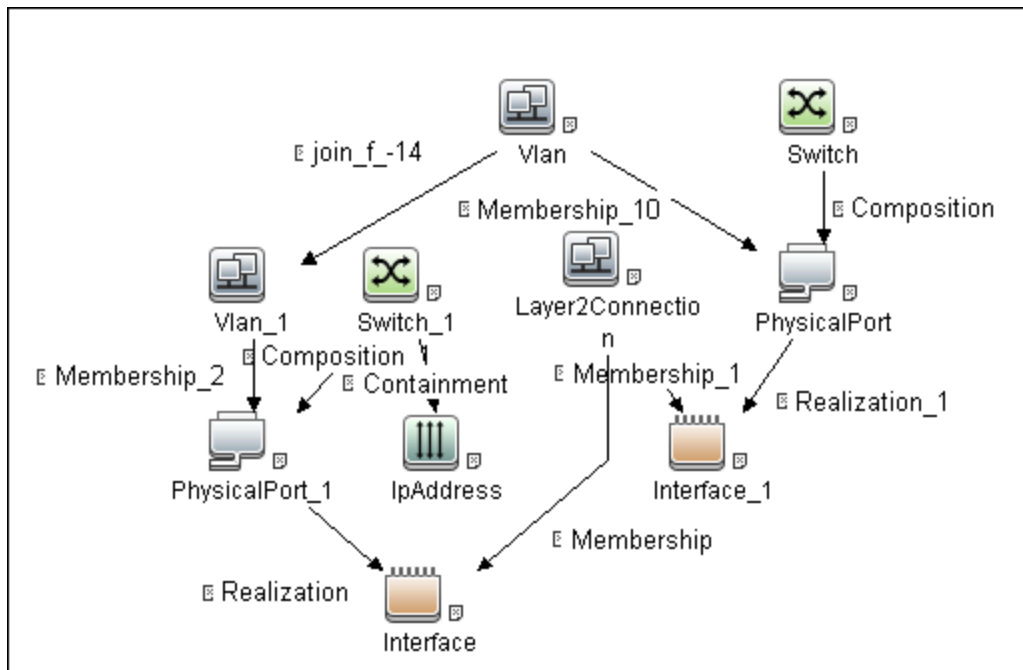 join_f_-14
Vlan
Switch
Membership_10
Composition
Vlan_1
Switch_1
Layer2Connectio
n
PhysicalPort
Composition
Membership_2
Containment
Membership_1
Realization_1
PhysicalPort_1
IpAddress
Interface_1
Membership
Realization
Interface